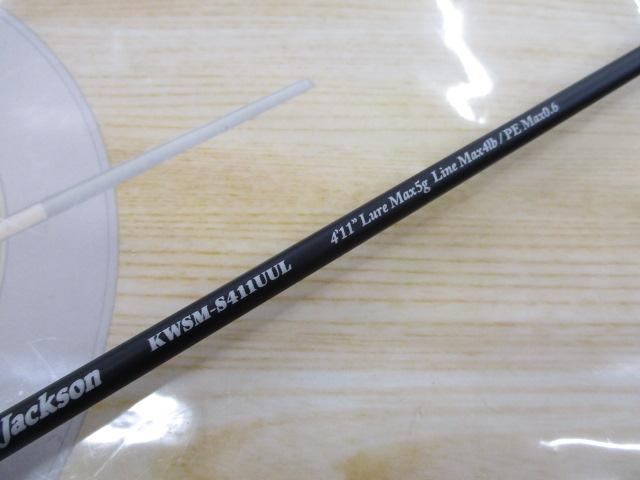 Jackson KWSM-S411UUL 4'11” Lure Max5g Line Max4lb / PE Max0.6